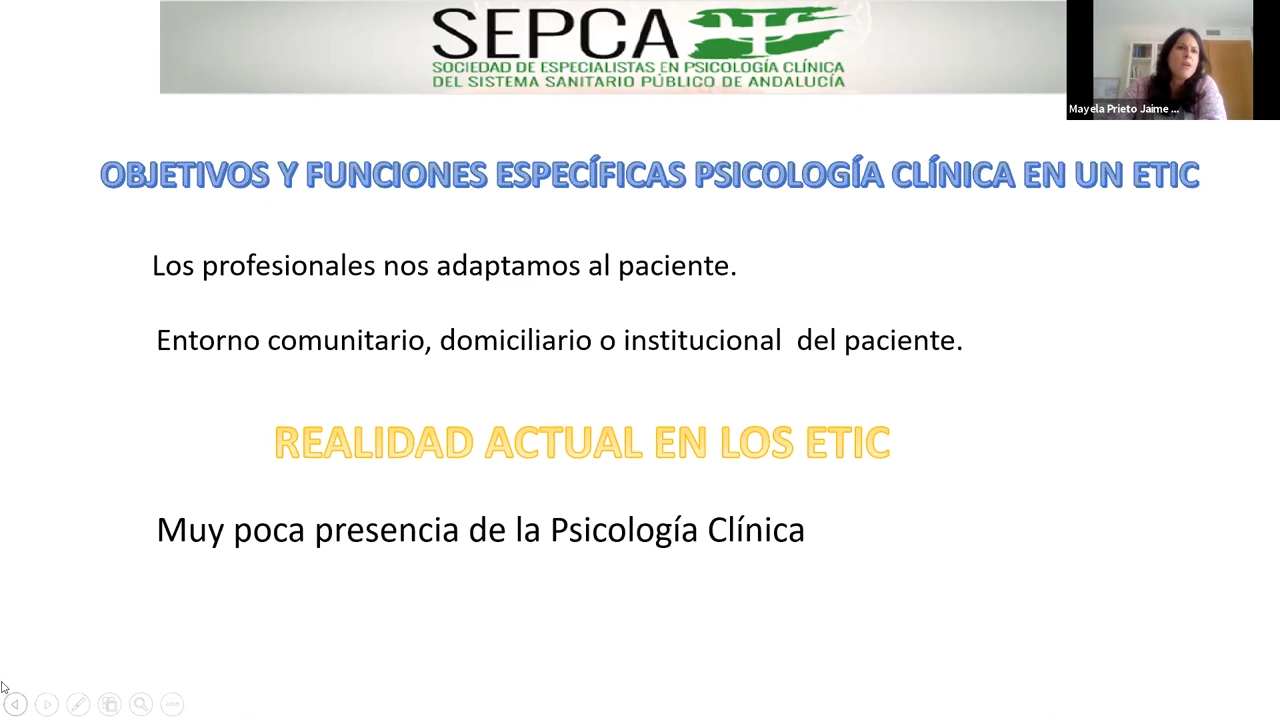 SEPCA
SOCIEDAD DE ESPECIALISTAS EN PSICOLOGÍA CLÍNICA
DEL SISTEMA SANITARIO PÚBLICO DE ANDALUCÍA
Mayela Prieto Jaime ...
OBJETIVOS Y FUNCIONES ESPECÍFICAS PSICOLOGÍA CLÍNICA EN UN ETIC
Los profesionales nos adaptamos al paciente.
Entorno comunitario, domiciliario o institucional del paciente.
REALIDAD ACTUAL EN LOS ETIC
Muy poca presencia de la Psicología Clínica